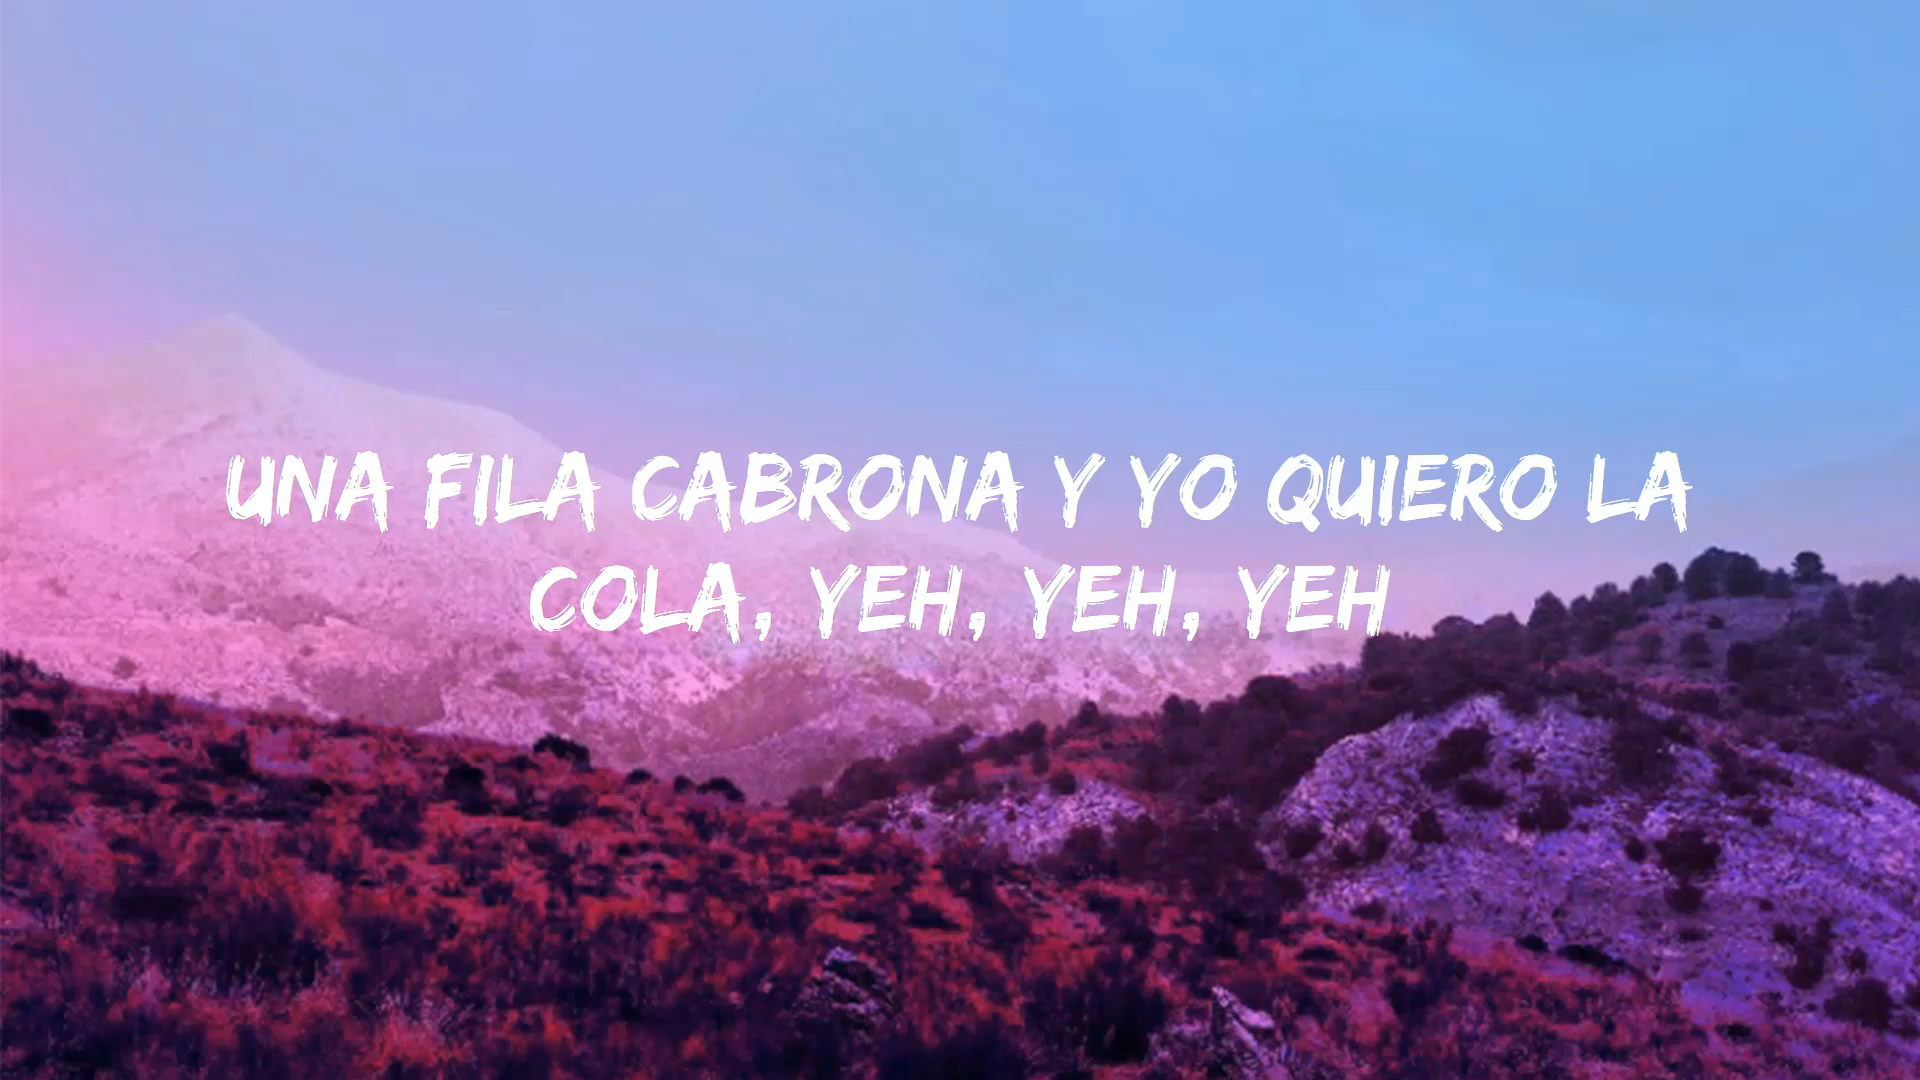 UNA FILA CABRONA Y YO QUIERO LA
COLA, YEH, YEH, YEH